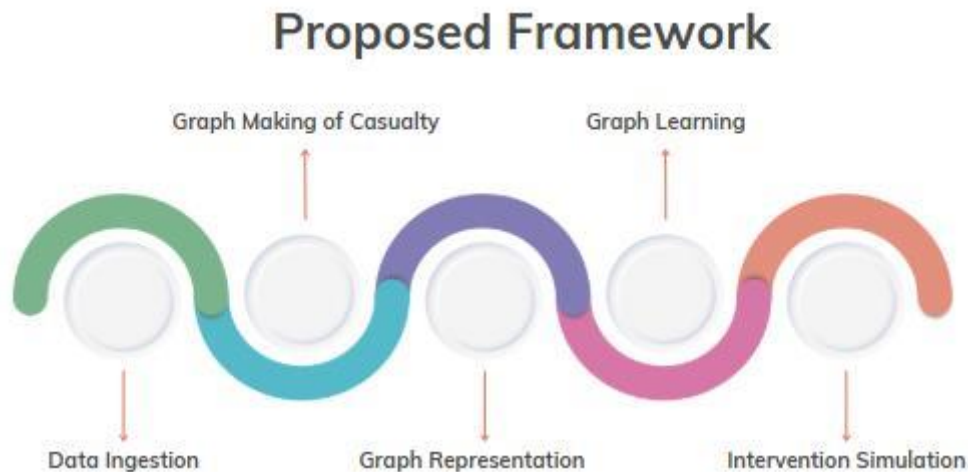 Proposed Framework
Graph Making of Casualty
Graph Learning
Data Ingestion
Graph Representation
Intervention Simulation